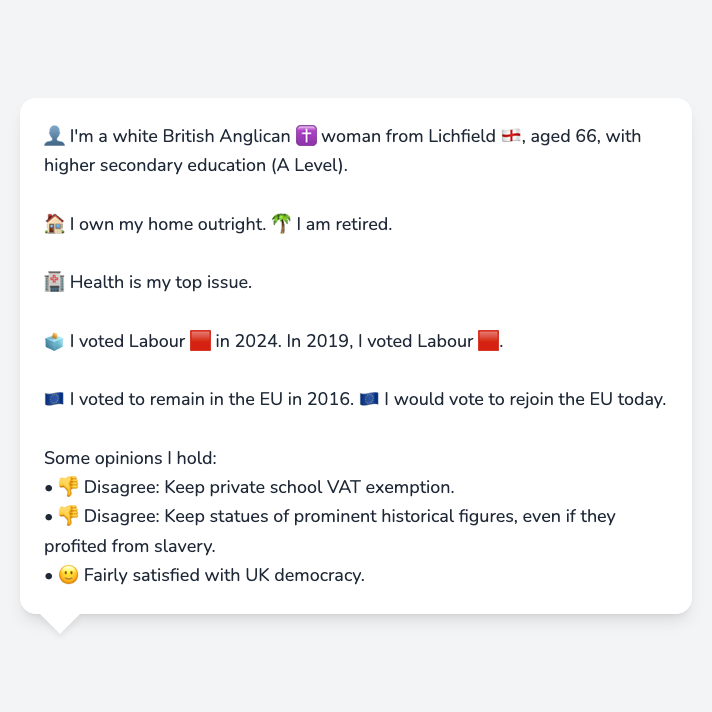 👤 I'm a white British Anglican ✝️ woman from Lichfield 🏴󠁧󠁢󠁥󠁮󠁧󠁿, aged 66, with
higher secondary education (A Level).
🏠 I own my home outright. 🌴 I am retired.
🏥 Health is my top issue.
🗳️ I voted Labour 🟥 in 2024. In 2019, I voted Labour 🟥.
🇪🇺 I voted to remain in the EU in 2016. 🇪🇺 I would vote to rejoin the EU today.
Some opinions I hold:
• 👎 Disagree: Keep private school VAT exemption.
• 👎 Disagree: Keep statues of prominent historical figures, even if they
profited from slavery.
• 🙂 Fairly satisfied with UK democracy.